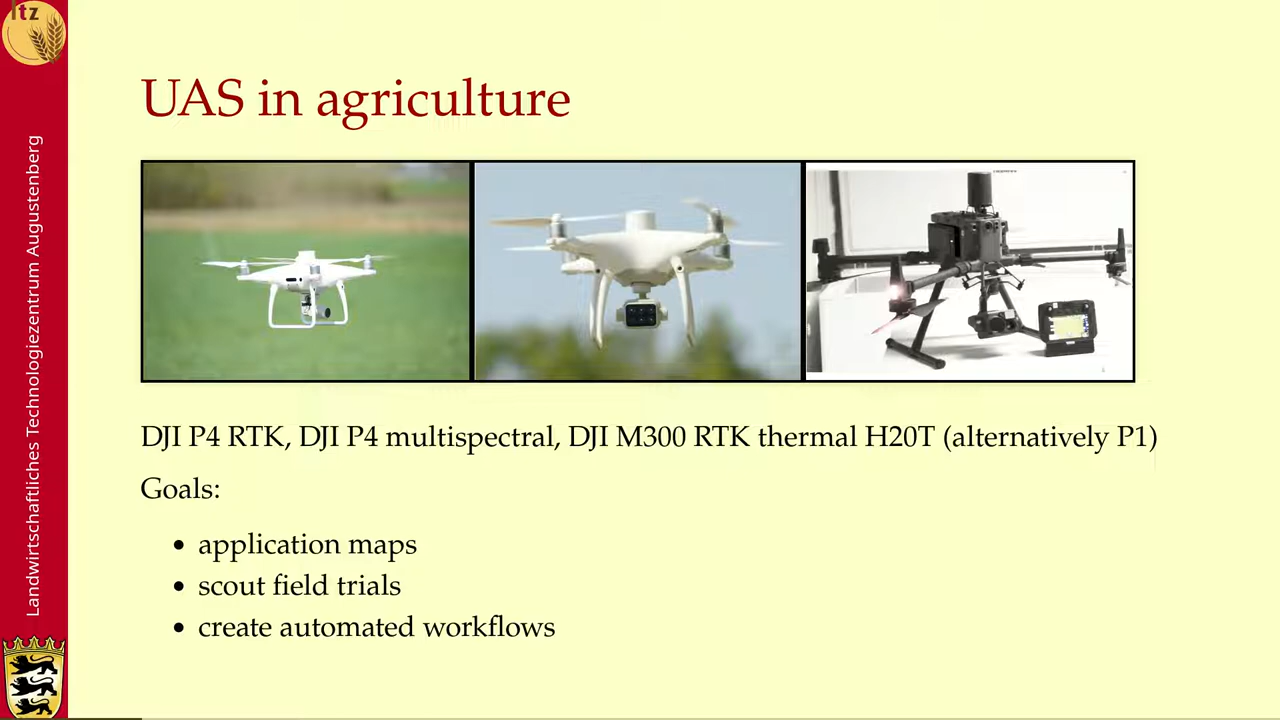 ltz
Landwirtschaftliches Technologiezentrum Augustenberg
UAS in agriculture
DJI P4 RTK, DJI P4 multispectral, DJI M300 RTK thermal H20T (alternatively P1)
Goals:
• application maps
• scout field trials
• create automated workflows